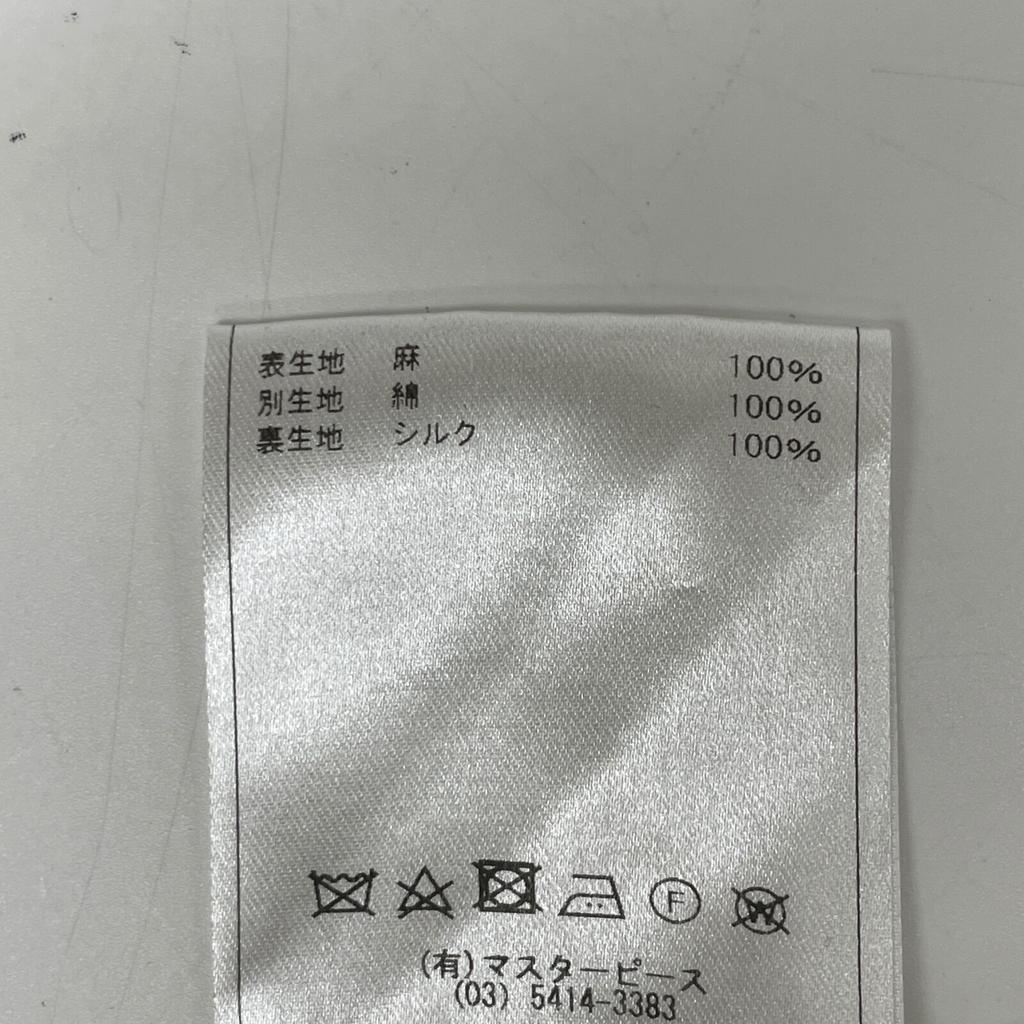 表生地 麻 100%
別生地 綿 100%
裏生地 シルク 100%
F W
(有)マスターピース
(03) 5414-3383